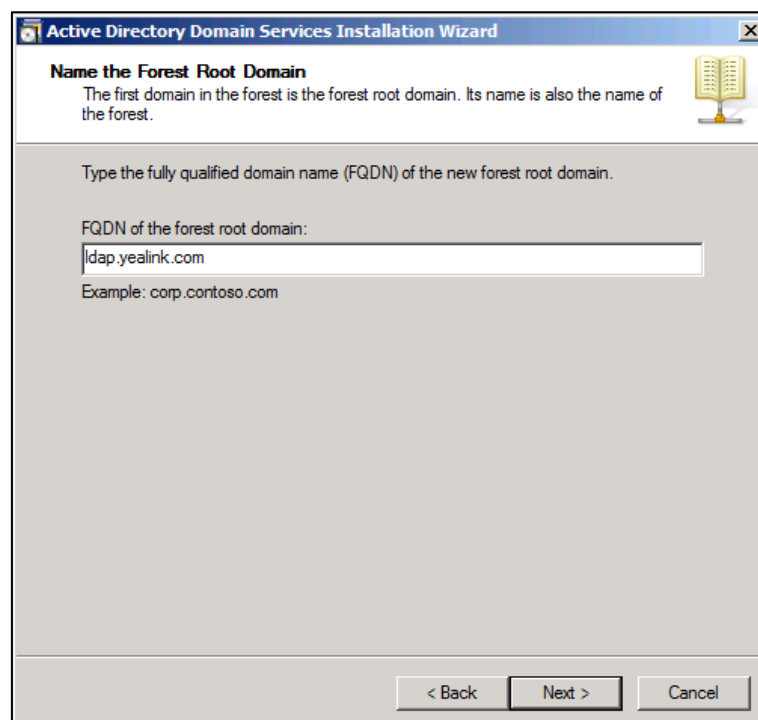 Active Directory Domain Services Installation Wizard
Name the Forest Root Domain
The first domain in the forest is the forest root domain. Its name is also the name of
the forest.
Type the fully qualified domain name (FQDN) of the new forest root domain.
FQDN of the forest root domain:
ldap.yealink.com
Example: corp.contoso.com
< Back
Next >
Cancel